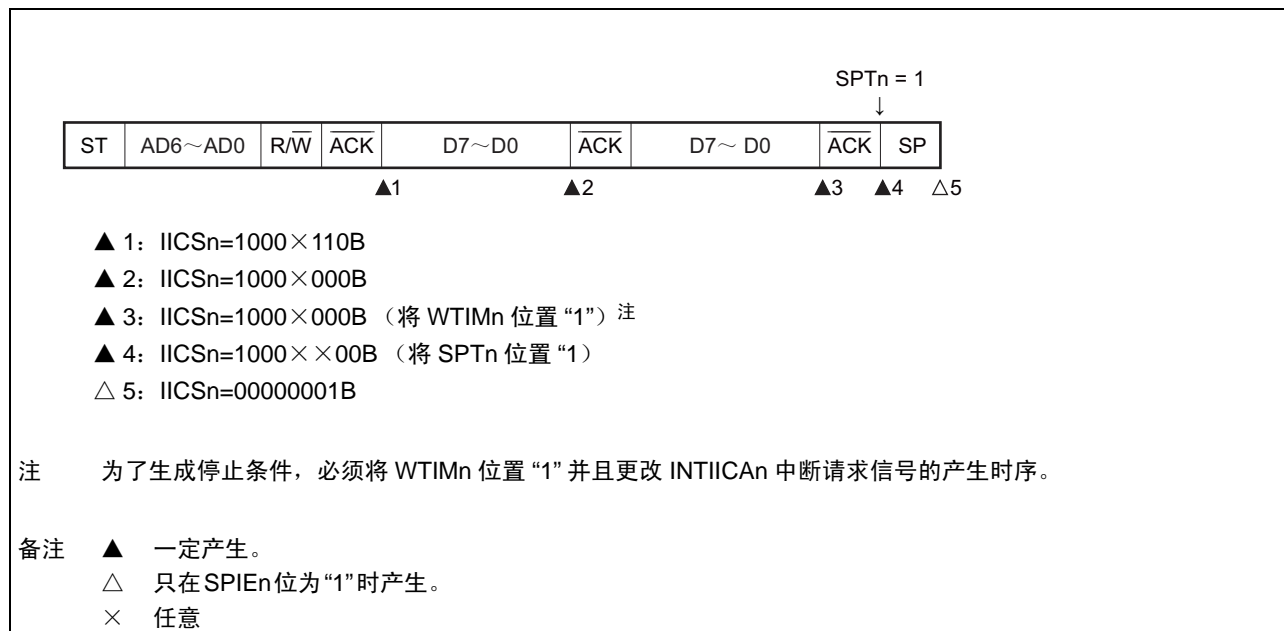 SPTn = 1
↓
ST AD6～AD0 R/W̅ A̅C̅K̅ D7～D0 A̅C̅K̅ D7～ D0 A̅C̅K̅ SP
▲1 ▲2 ▲3 ▲4 △5
▲ 1：IICSn=1000×110B
▲ 2：IICSn=1000×000B
▲ 3：IICSn=1000×000B （将 WTIMn 位置 “1”）注
▲ 4：IICSn=1000××00B （将 SPTn 位置 “1）
△ 5：IICSn=00000001B
注 为了生成停止条件，必须将 WTIMn 位置 “1” 并且更改 INTIICAn 中断请求信号的产生时序。
备注 ▲ 一定产生。
△ 只在SPIEn位为“1”时产生。
× 任意